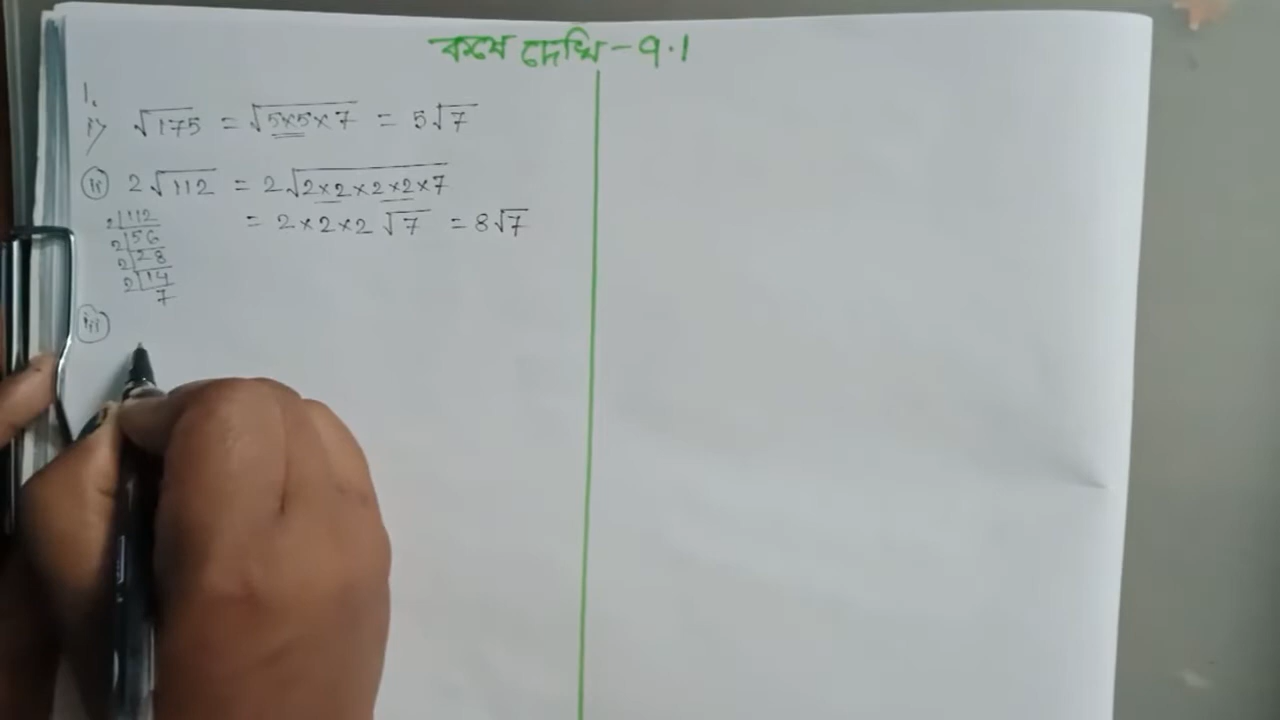 কষে দেখি - 9.1
1.
i) √175 = √5×5×7 = 5√7
(ii) 2√112 = 2√2×2×2×2×7
= 2×2×2√7 = 8√7
2|112
2|56
2|28
2|14
7
(iii)